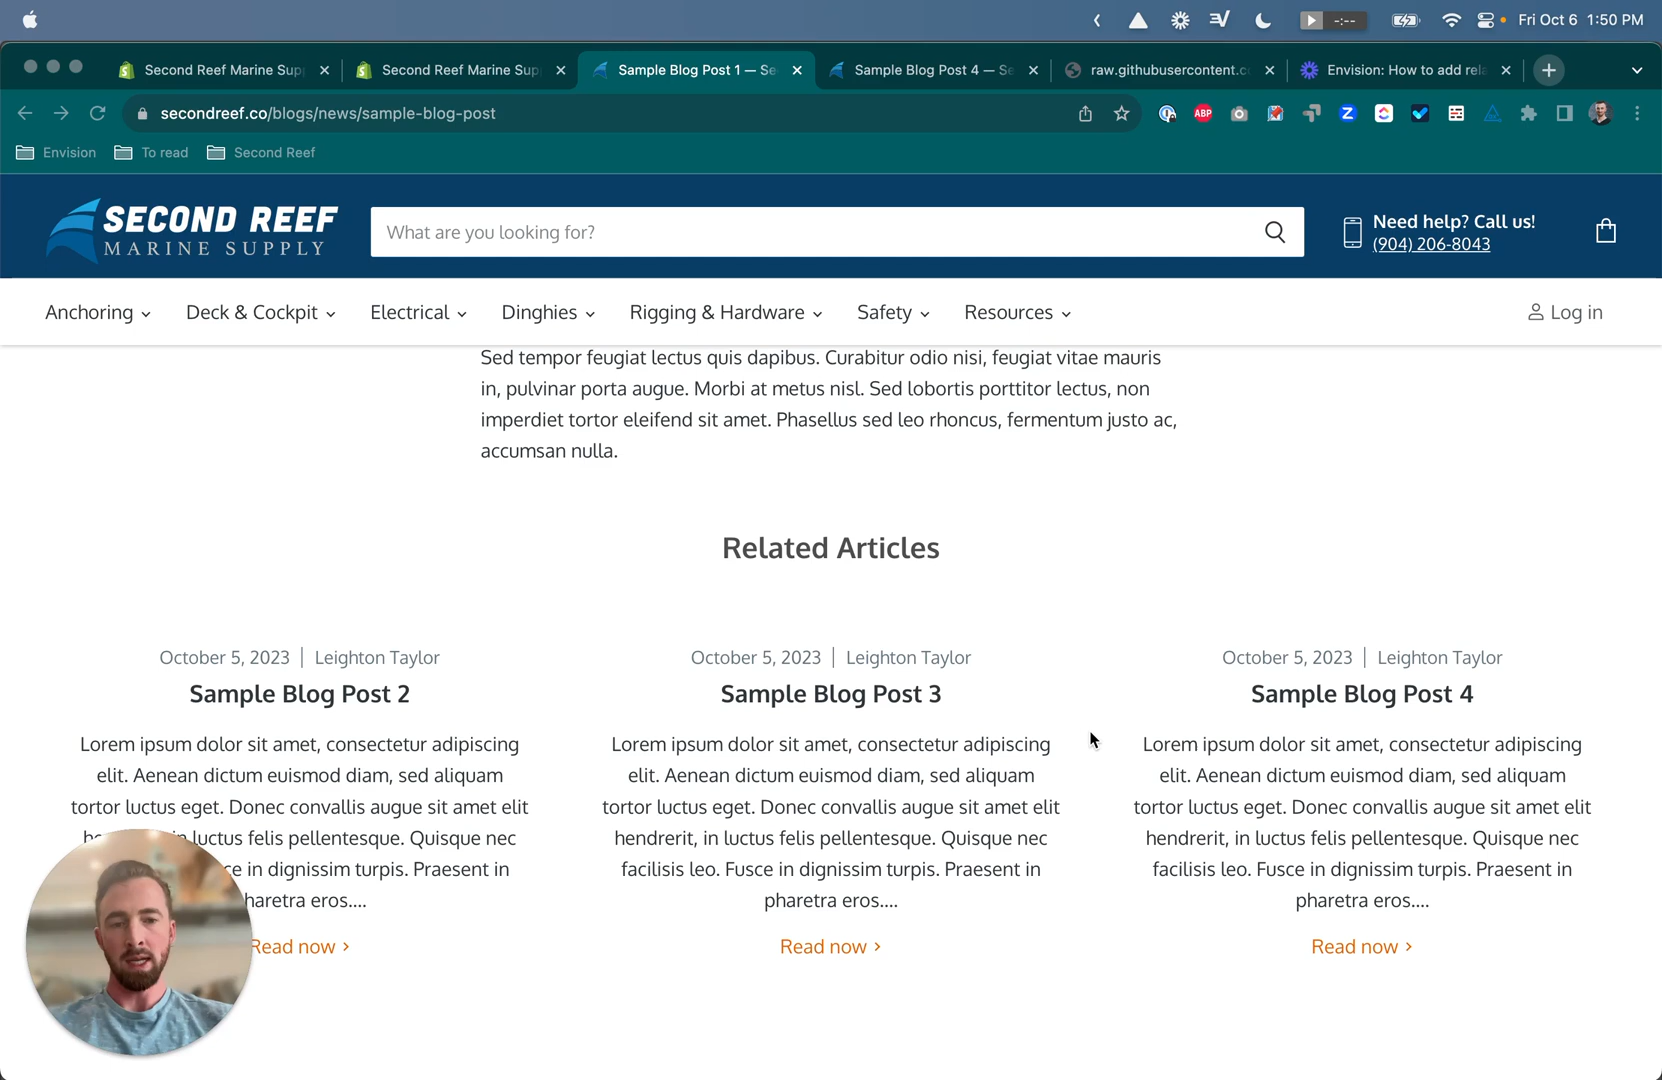 -:-- Fri Oct 6 1:50 PM
Second Reef Marine Sup
Second Reef Marine Sup
Sample Blog Post 1 — Se
Sample Blog Post 4 — Se
raw.githubusercontent.c
Envision: How to add rela
secondreef.co/blogs/news/sample-blog-post
ABP
Z
Envision To read Second Reef
SECOND REEF
MARINE SUPPLY
What are you looking for?
Need help? Call us!
(904) 206-8043
Anchoring Deck & Cockpit Electrical Dinghies Rigging & Hardware Safety Resources Log in
Sed tempor feugiat lectus quis dapibus. Curabitur odio nisi, feugiat vitae mauris
in, pulvinar porta augue. Morbi at metus nisl. Sed lobortis porttitor lectus, non
imperdiet tortor eleifend sit amet. Phasellus sed leo rhoncus, fermentum justo ac,
accumsan nulla.
Related Articles
October 5, 2023 | Leighton Taylor
Sample Blog Post 2
Lorem ipsum dolor sit amet, consectetur adipiscing
elit. Aenean dictum euismod diam, sed aliquam
tortor luctus eget. Donec convallis augue sit amet elit
luctus felis pellentesque. Quisque nec
in dignissim turpis. Praesent in
haretra eros....
Read now
October 5, 2023 | Leighton Taylor
Sample Blog Post 3
Lorem ipsum dolor sit amet, consectetur adipiscing
elit. Aenean dictum euismod diam, sed aliquam
tortor luctus eget. Donec convallis augue sit amet elit
hendrerit, in luctus felis pellentesque. Quisque nec
facilisis leo. Fusce in dignissim turpis. Praesent in
pharetra eros....
Read now
October 5, 2023 | Leighton Taylor
Sample Blog Post 4
Lorem ipsum dolor sit amet, consectetur adipiscing
elit. Aenean dictum euismod diam, sed aliquam
tortor luctus eget. Donec convallis augue sit amet elit
hendrerit, in luctus felis pellentesque. Quisque nec
facilisis leo. Fusce in dignissim turpis. Praesent in
pharetra eros....
Read now